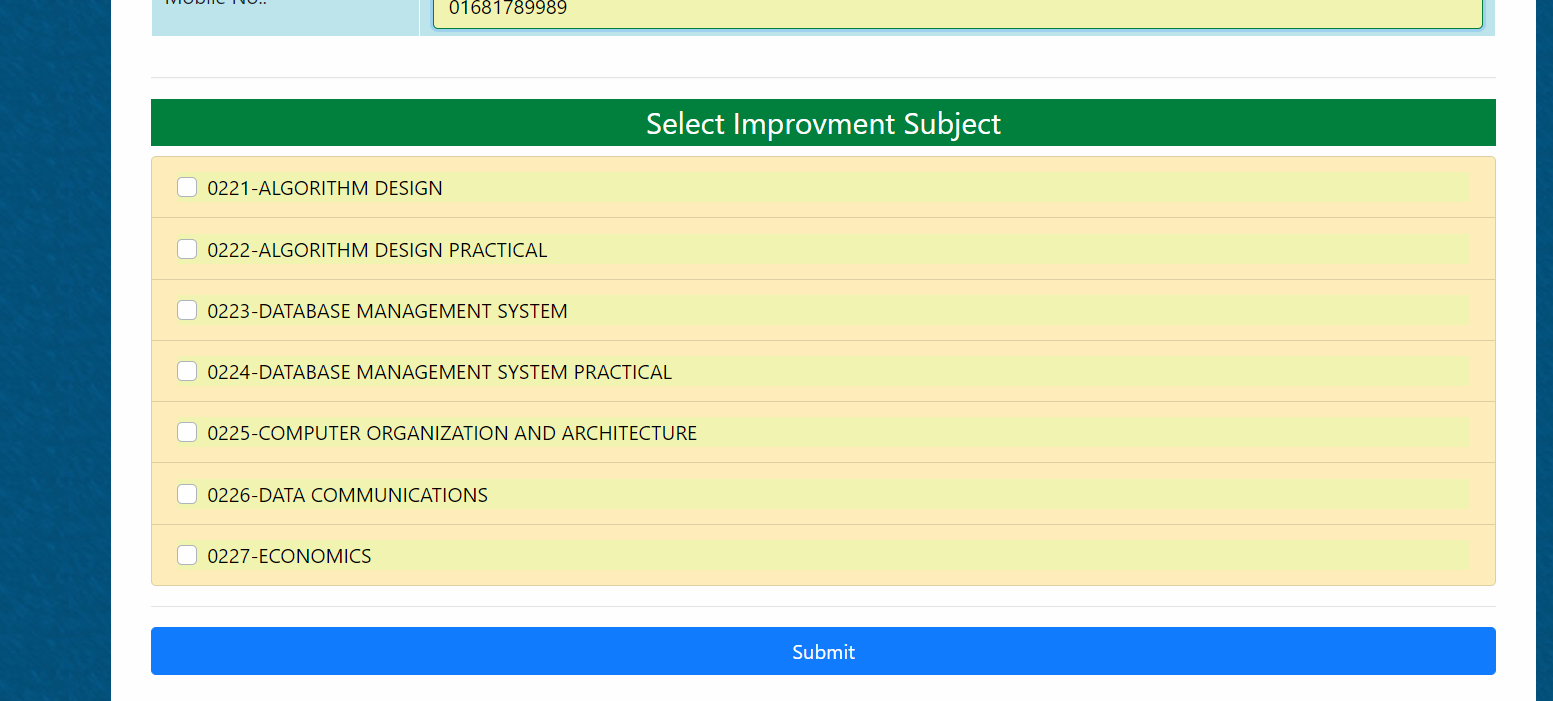 Mobile No.:
01681789989
Select Improvment Subject
0221-ALGORITHM DESIGN
0222-ALGORITHM DESIGN PRACTICAL
0223-DATABASE MANAGEMENT SYSTEM
0224-DATABASE MANAGEMENT SYSTEM PRACTICAL
0225-COMPUTER ORGANIZATION AND ARCHITECTURE
0226-DATA COMMUNICATIONS
0227-ECONOMICS
Submit